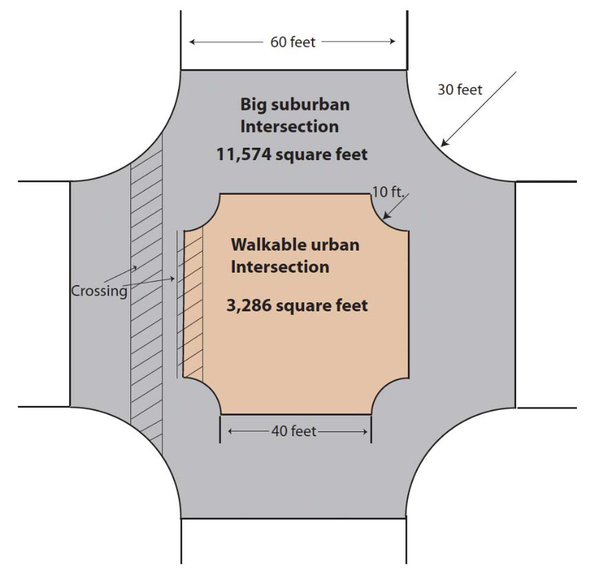 60 feet
30 feet
Big suburban
Intersection
11,574 square feet
10 ft.
Walkable urban
Intersection
Crossing
3,286 square feet
40 feet